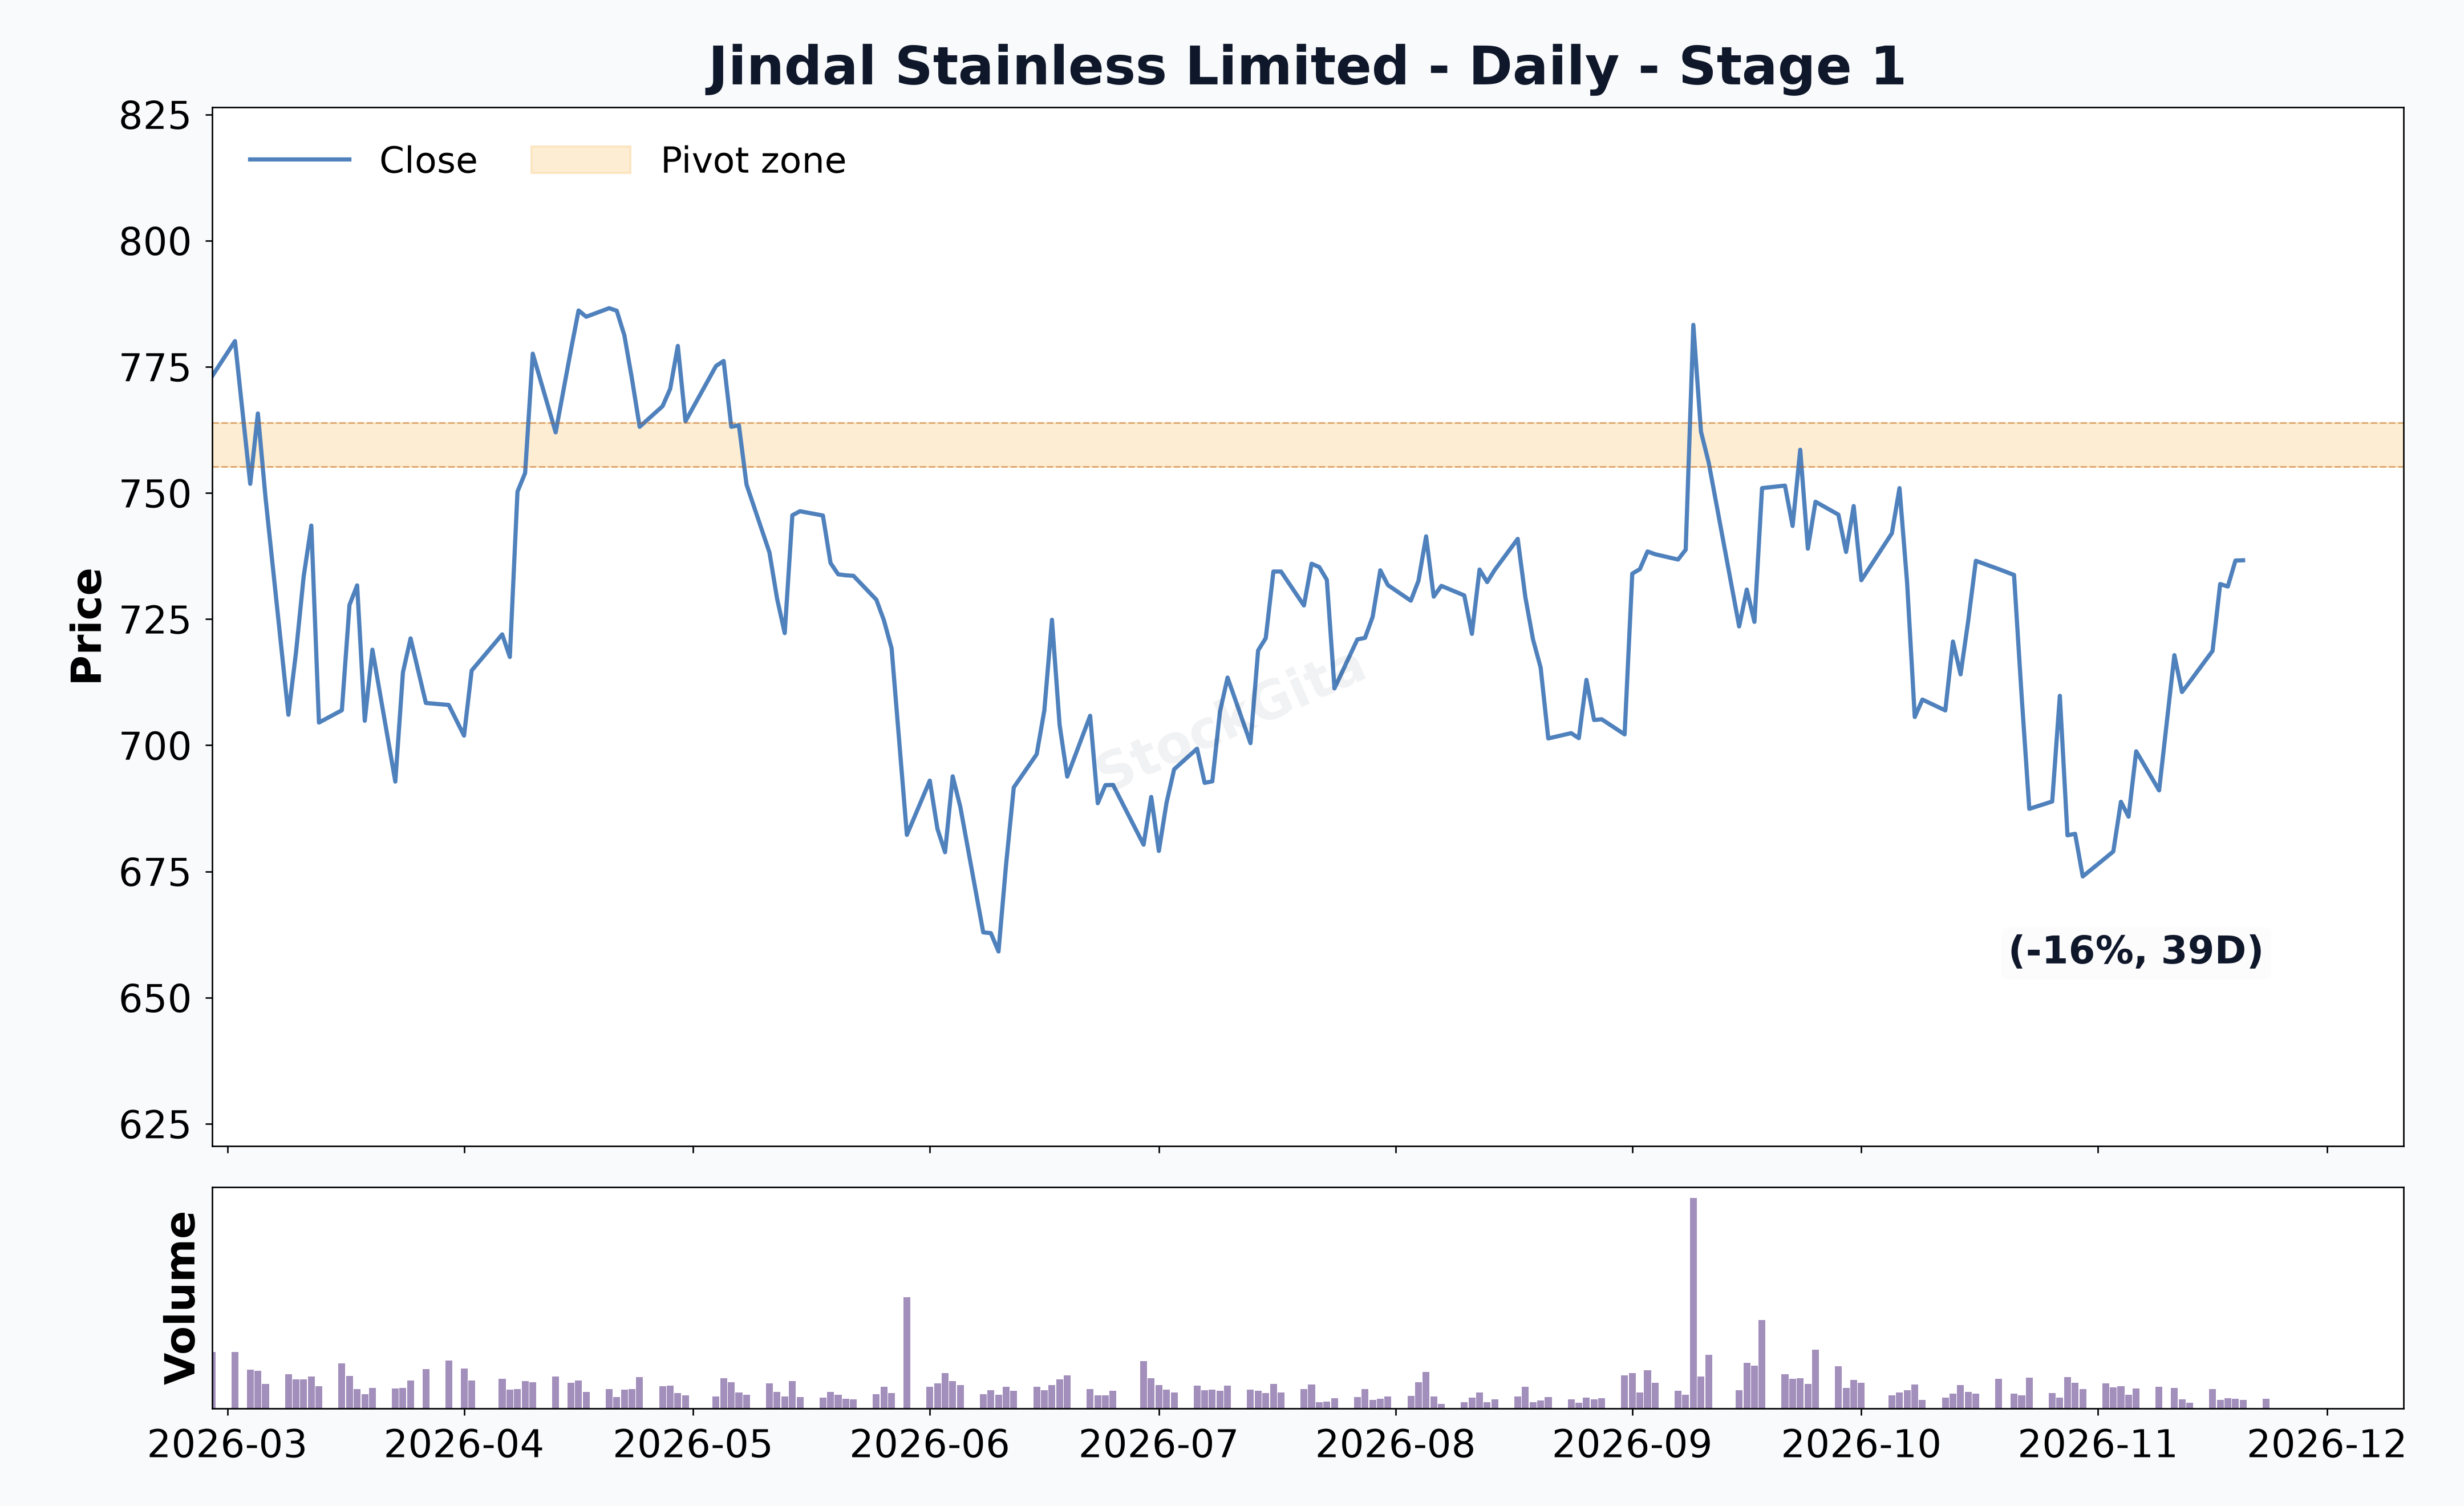 Jindal Stainless Limited - Daily - Stage 1
Close
Pivot zone
825
800
775
750
725
700
675
650
625
Price
StockGita
(-16%, 39D)
Volume
2026-03
2026-04
2026-05
2026-06
2026-07
2026-08
2026-09
2026-10
2026-11
2026-12